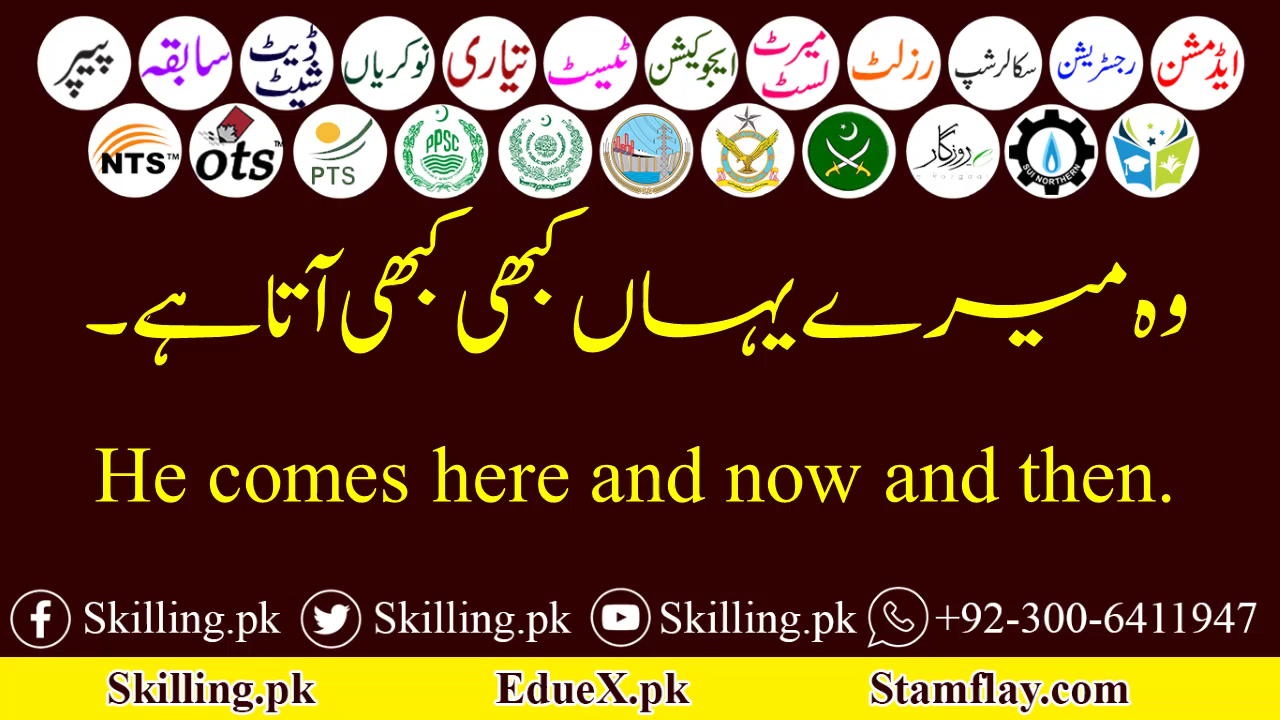 ایڈمشن رجسٹریشن سکالرشپ رزلٹ میرٹ لسٹ ایجوکیشن ٹیسٹ تیاری نوکریاں ڈیٹ شیٹ سابقہ پیپر
NTS™ OTS™ PTS PPSC روزگار SUI NORTHERN
وہ میرے یہاں کبھی کبھی آتا ہے۔
He comes here and now and then.
Skilling.pk Skilling.pk Skilling.pk +92-300-6411947
Skilling.pk EdueX.pk Stamflay.com